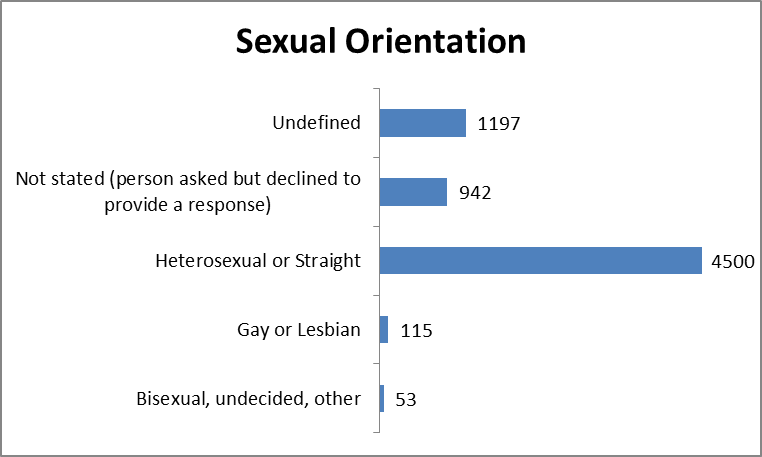 Sexual Orientation
Undefined
1197
Not stated (person asked but declined to
provide a response)
942
Heterosexual or Straight
4500
Gay or Lesbian
115
Bisexual, undecided, other
53